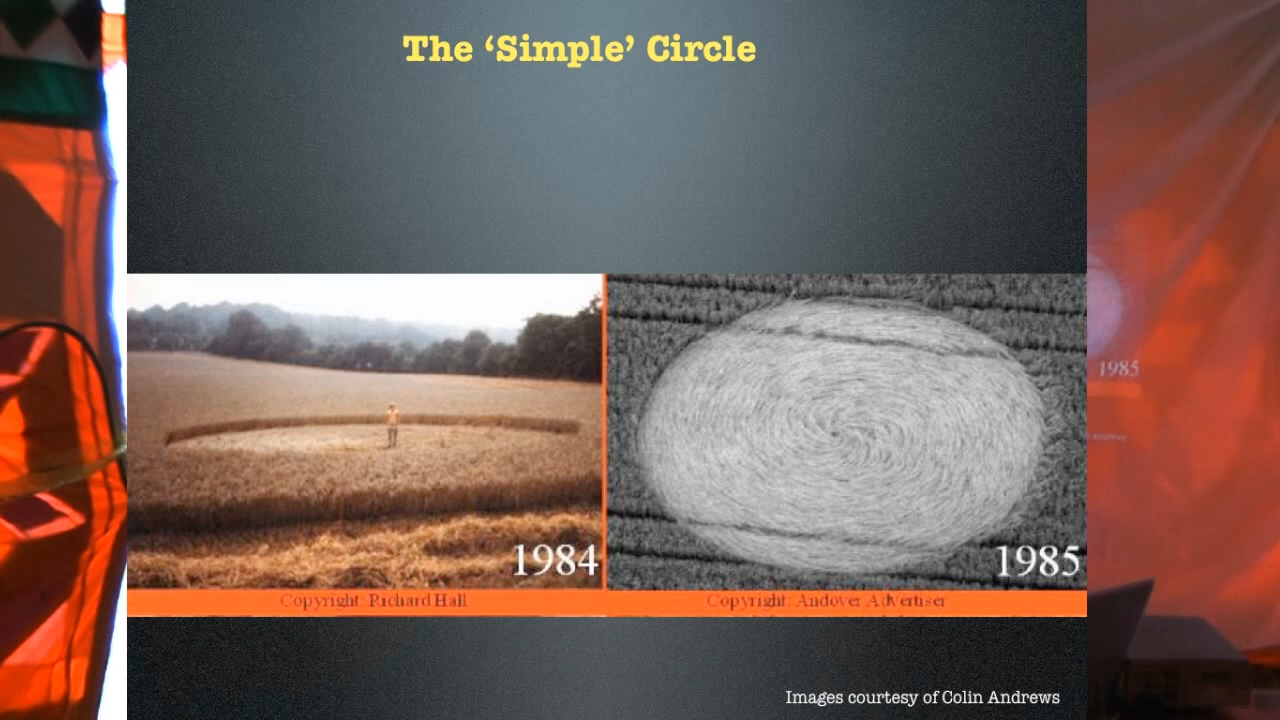 The ‘Simple’ Circle
1984
1985
Copyright: Richard Hall
Copyright: Andover Advertiser
1985
Images courtesy of Colin Andrews